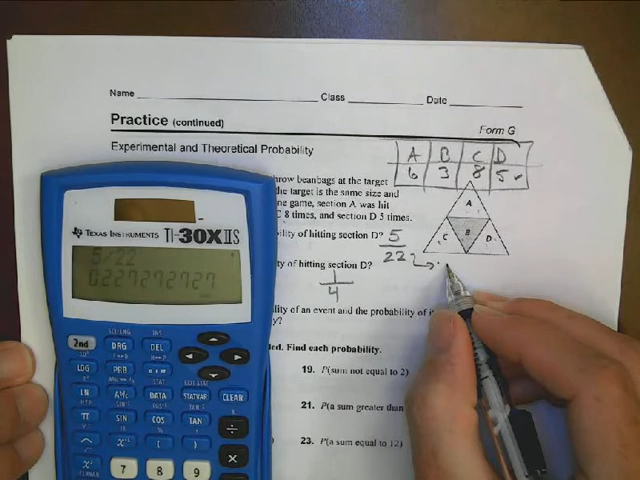 Name Class Date
Practice (continued)
Form G
Experimental and Theoretical Probability
A B C D
6 3 8 5
hrow beanbags at the target
the target is the same size and
ne game, section A was hit
C 8 times, and section D 5 times.
A
C B D
ility of hitting section D? 5/22
ty of hitting section D?
1/4
bility of an event and the probability of i
y?
ed. Find each probability.
19. P(sum not equal to 2)
21. P(a sum greater than
23. P(a sum equal to 12)
TEXAS INSTRUMENTS TI-30X IIS
5/22
0.227272727
2nd DRG DEL
LOG PRB
LN DATA STATVAR CLEAR
π SIN COS TAN ÷
^ ( ) ×
x² 7 8 9